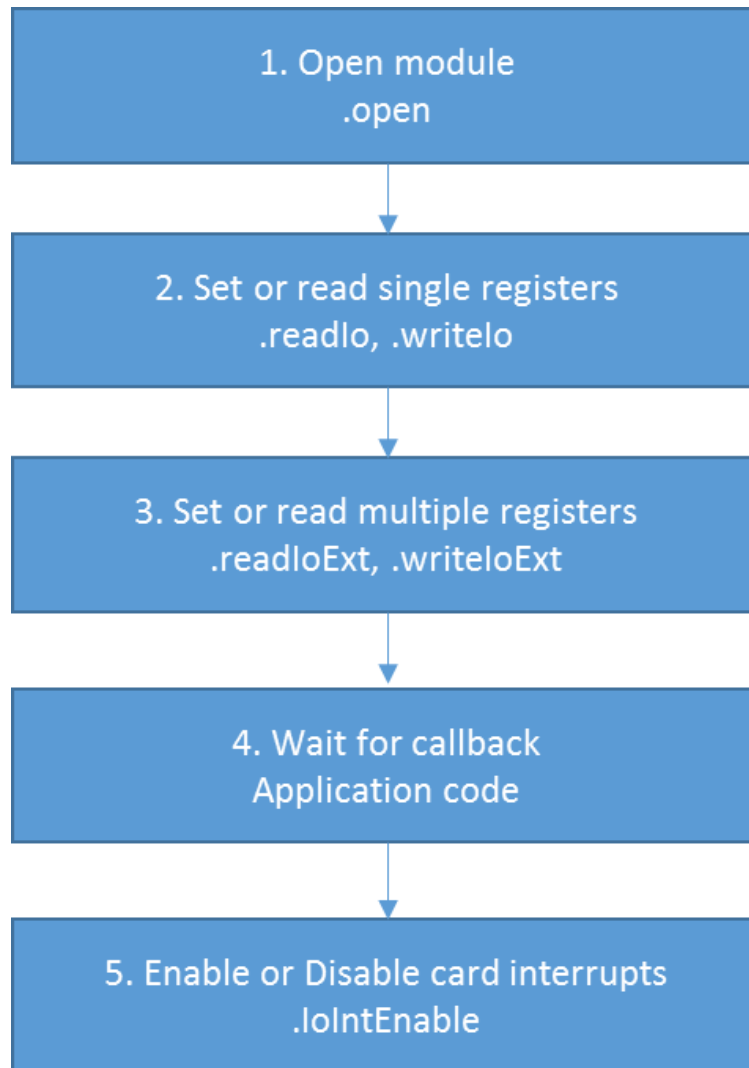 1. Open module
.open
2. Set or read single registers
.readIo, .writeIo
3. Set or read multiple registers
.readIoExt, .writeIoExt
4. Wait for callback
Application code
5. Enable or Disable card interrupts
.IoIntEnable